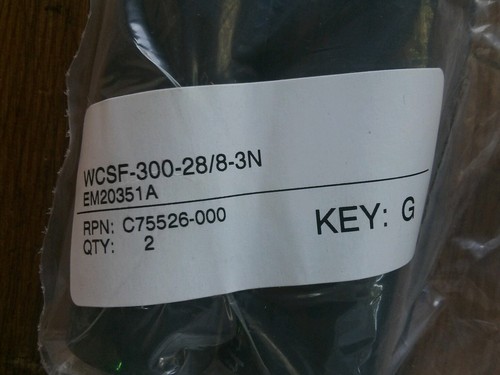 WCSF-300-28/8-3N
EM20351A
RPN: C75526-000
QTY: 2
KEY: G